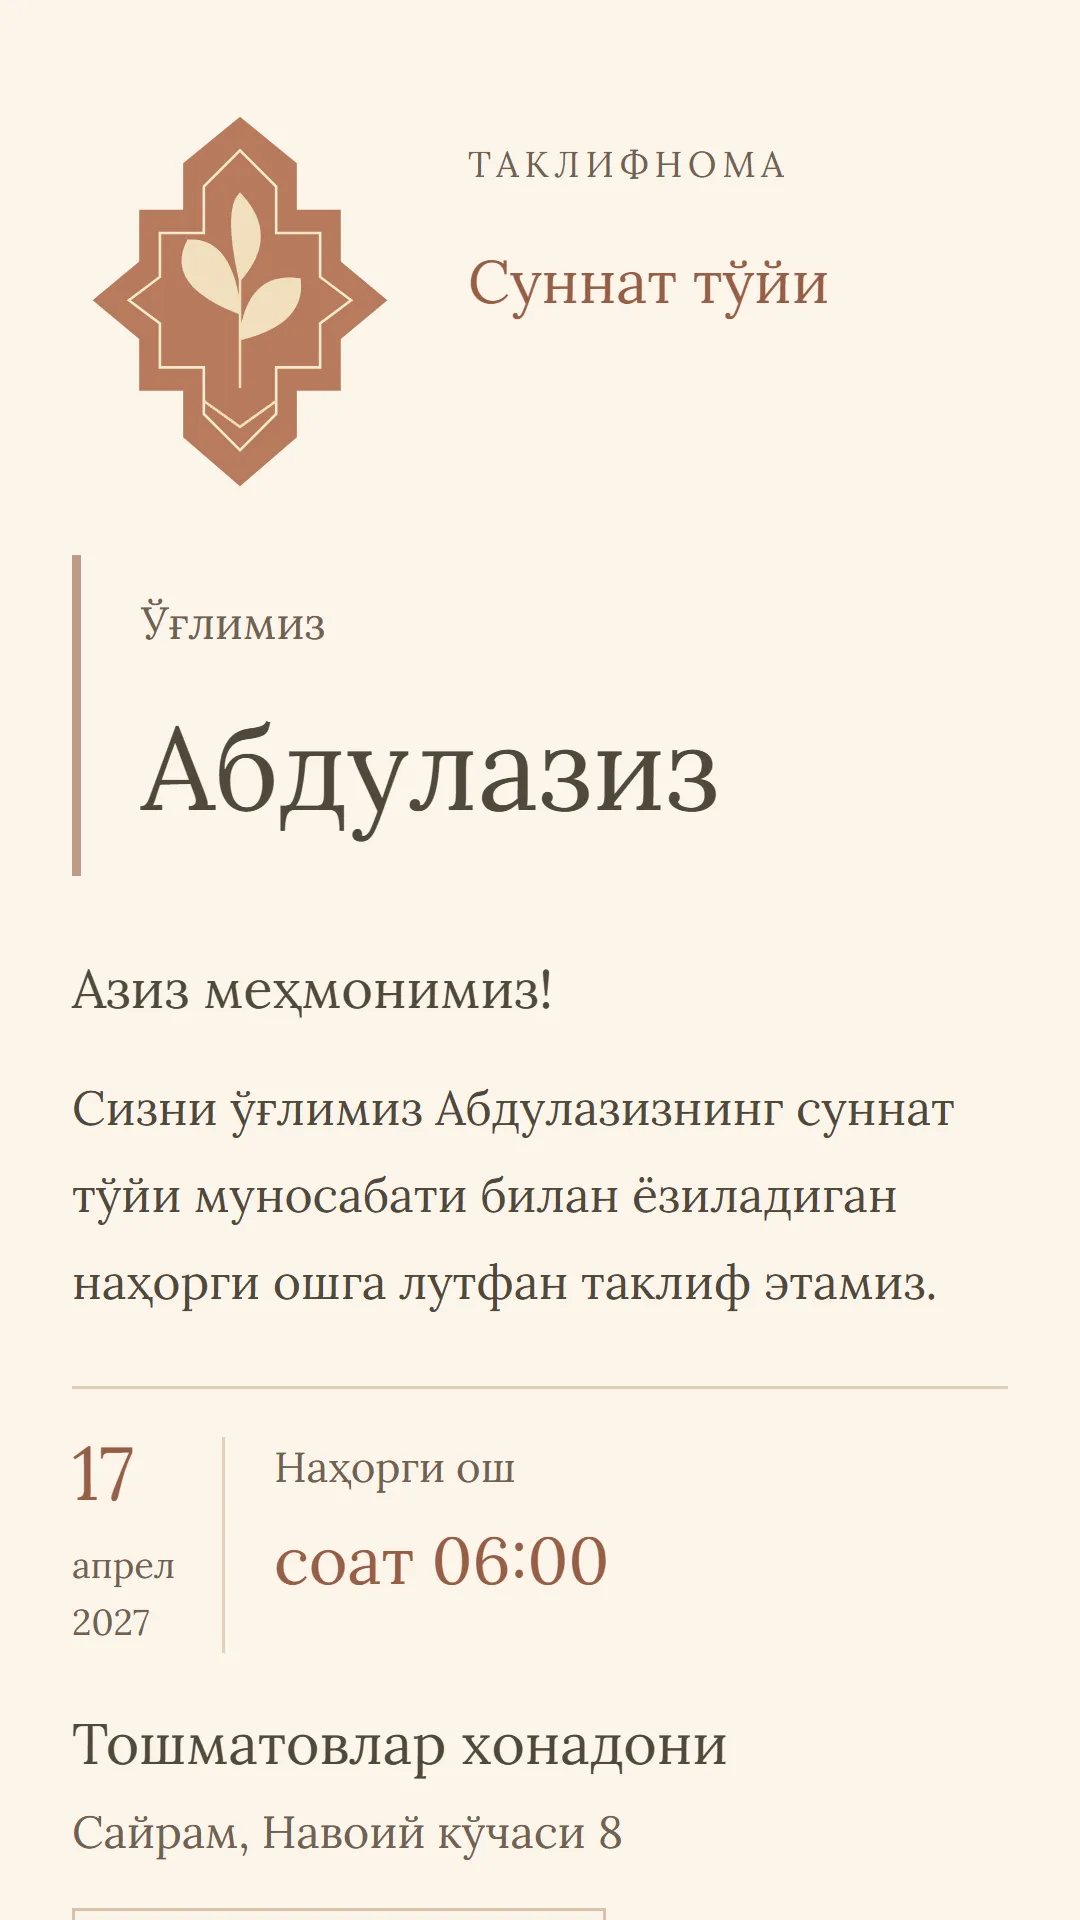 ТАКЛИФНОМА
Суннат тўйи
Ўғлимиз
Абдулазиз
Азиз меҳмонимиз!
Сизни ўғлимиз Абдулазизнинг суннат
тўйи муносабати билан ёзиладиган
наҳорги ошга лутфан таклиф этамиз.
17
апрел
2027
Наҳорги ош
соат 06:00
Тошматовлар хонадони
Сайрам, Навоий кўчаси 8